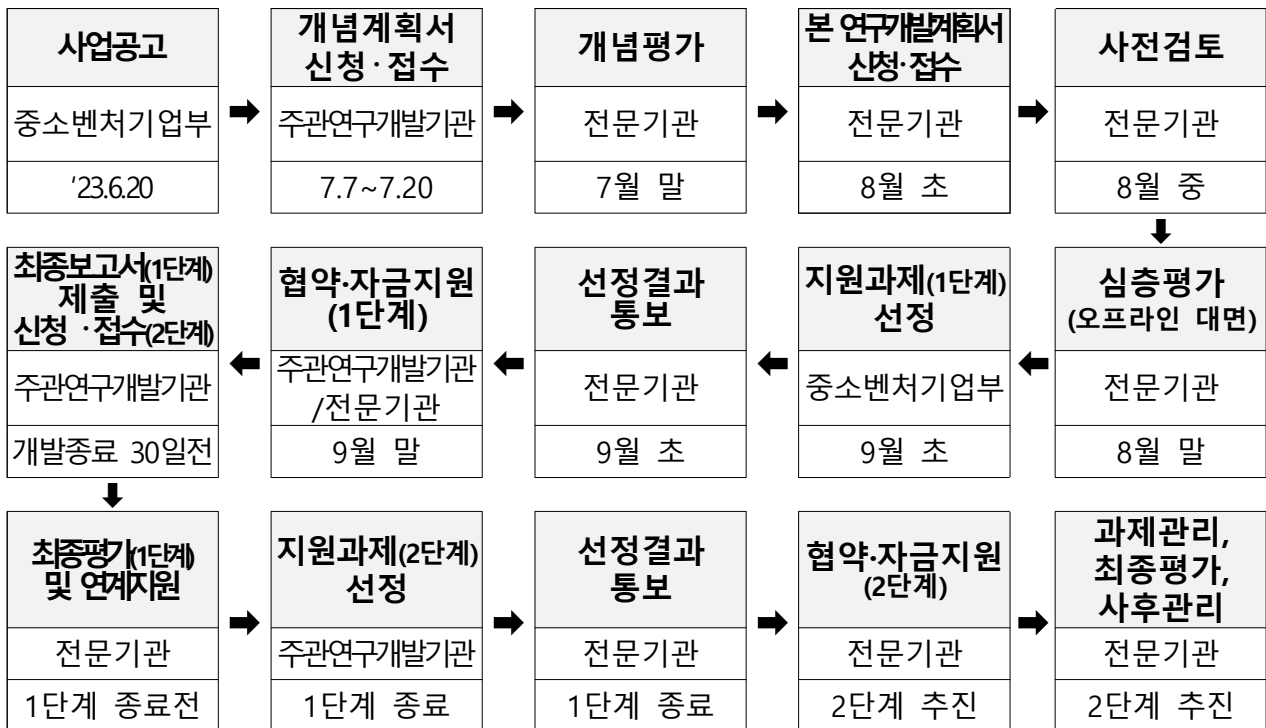 사업공고
중소벤처기업부
'23.6.20
개념계획서
신청·접수
주관연구개발기관
7.7~7.20
개념평가
전문기관
7월 말
본 연구개발계획서
신청·접수
전문기관
8월 초
사전검토
전문기관
8월 중
심층평가
(오프라인 대면)
전문기관
8월 말
지원과제(1단계)
선정
중소벤처기업부
9월 초
선정결과
통보
전문기관
9월 초
협약·자금지원
(1단계)
주관연구개발기관
/전문기관
9월 말
최종보고서(1단계)
제출 및
신청·접수(2단계)
주관연구개발기관
개발종료 30일전
최종평가(1단계)
및 연계지원
전문기관
1단계 종료전
지원과제(2단계)
선정
주관연구개발기관
1단계 종료
선정결과
통보
전문기관
1단계 종료
협약·자금지원
(2단계)
전문기관
2단계 추진
과제관리,
최종평가,
사후관리
전문기관
2단계 추진